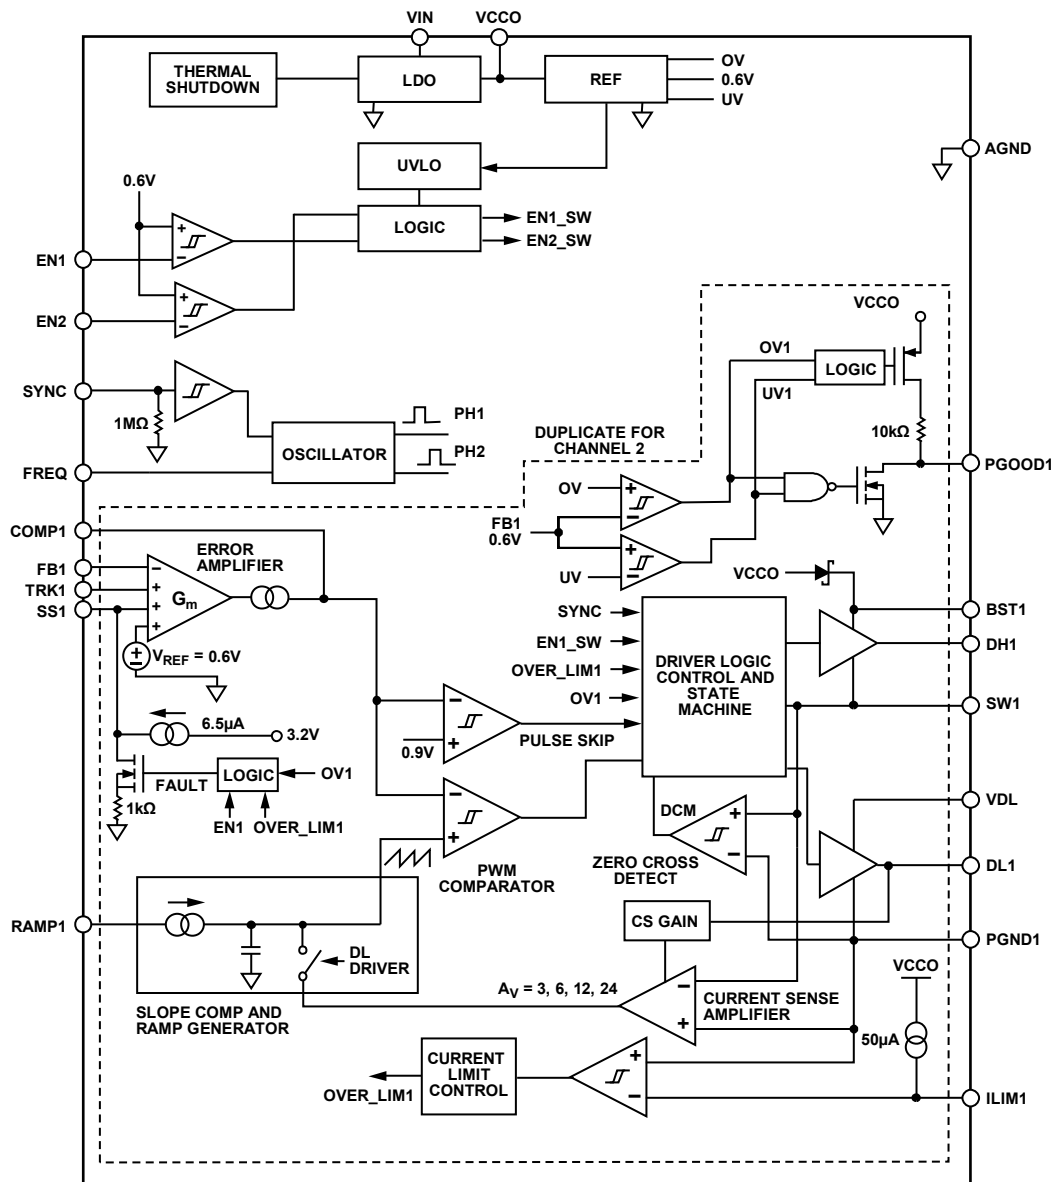 VIN
VCCO
THERMAL
SHUTDOWN
LDO
REF
OV
0.6V
UV
AGND
UVLO
0.6V
LOGIC
EN1_SW
EN2_SW
+
−
EN1
+
−
EN2
VCCO
OV1
LOGIC
UV1
SYNC
1MΩ
PH1
10kΩ
OSCILLATOR
PH2
DUPLICATE FOR
CHANNEL 2
FREQ
PGOOD1
OV
+
−
FB1
0.6V
+
−
UV
COMP1
ERROR
AMPLIFIER
FB1
TRK1
SS1
−
+
+
+
Gm
VREF = 0.6V
VCCO
BST1
SYNC
EN1_SW
OVER_LIM1
OV1
DRIVER LOGIC
CONTROL AND
STATE
MACHINE
DH1
SW1
6.5µA
3.2V
−
+
0.9V
PULSE SKIP
LOGIC
OV1
FAULT
1kΩ
EN1
OVER_LIM1
−
+
PWM
COMPARATOR
DCM
+
−
ZERO CROSS
DETECT
VDL
DL1
RAMP1
DL
DRIVER
CS GAIN
PGND1
SLOPE COMP AND
RAMP GENERATOR
AV = 3, 6, 12, 24
−
+
CURRENT SENSE
AMPLIFIER
VCCO
50µA
CURRENT
LIMIT
CONTROL
OVER_LIM1
+
−
ILIM1